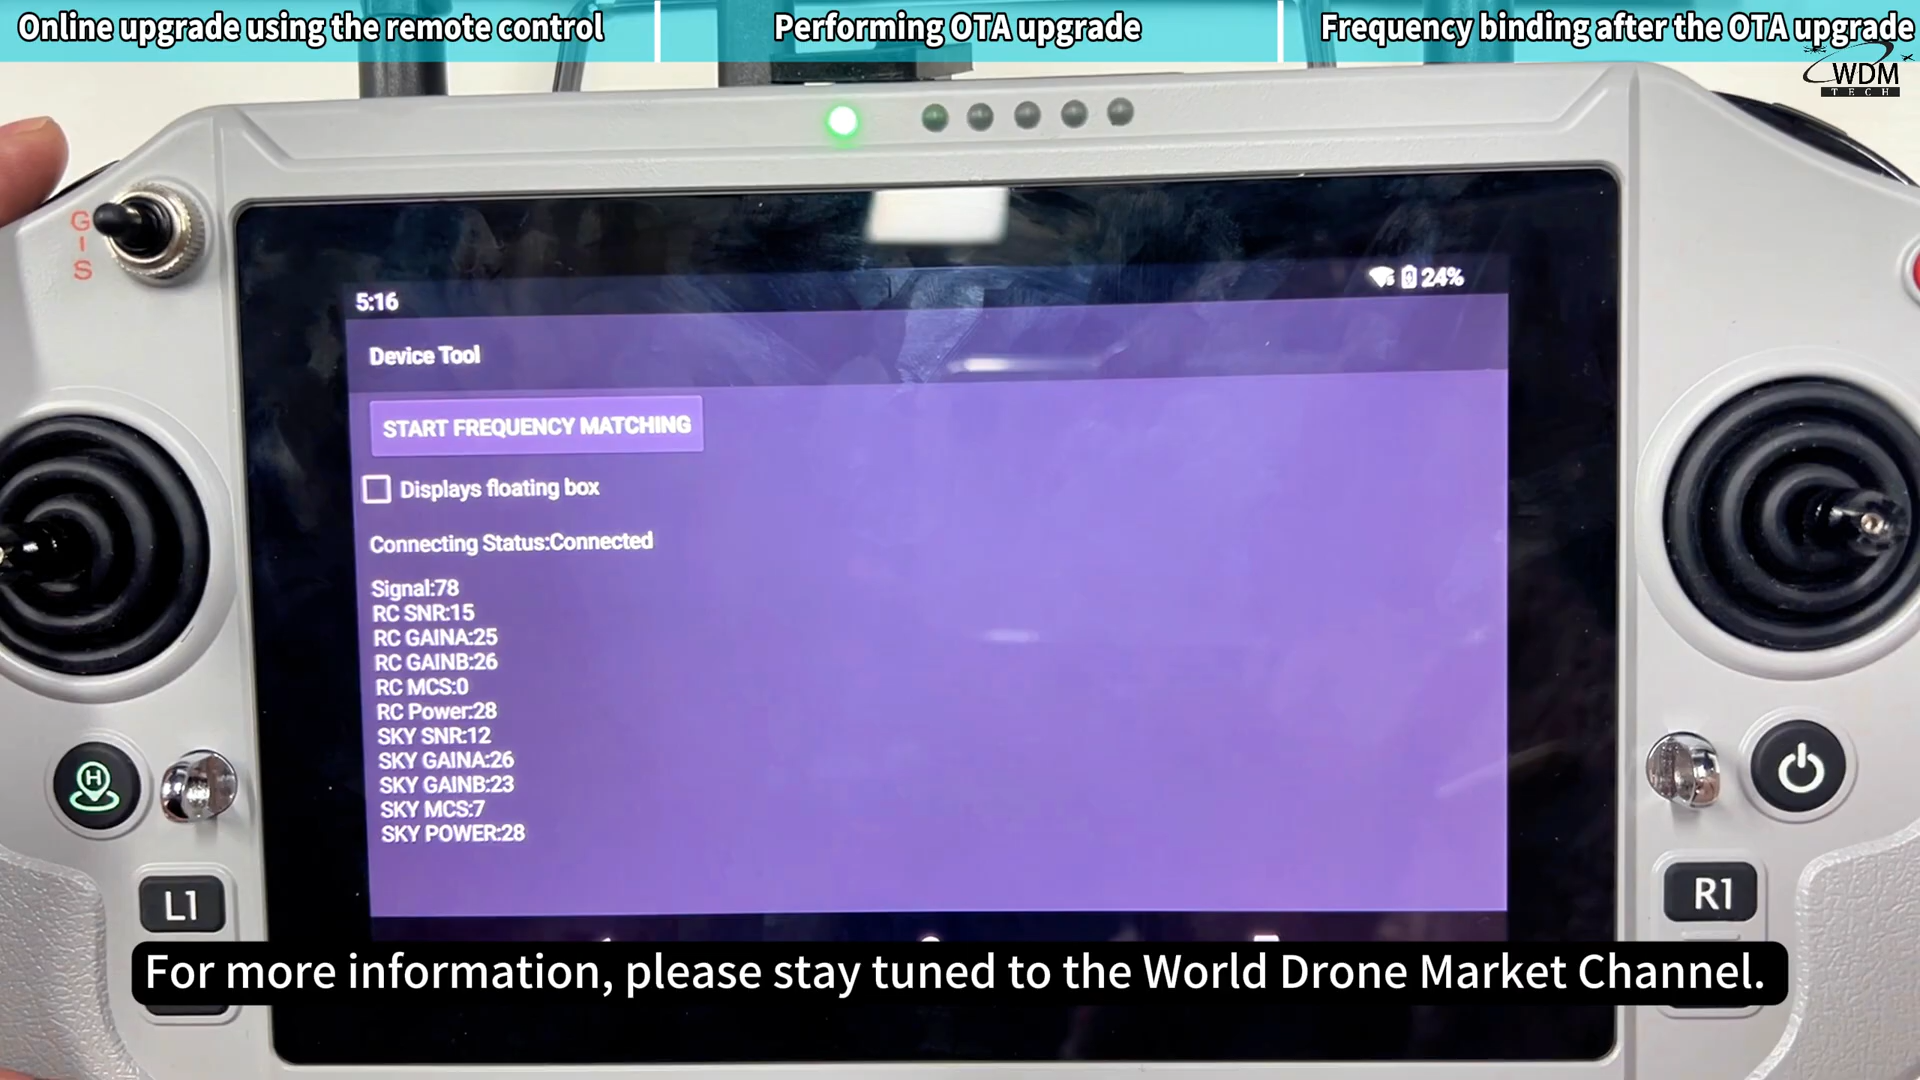 Online upgrade using the remote control
Performing OTA upgrade
Frequency binding after the OTA upgrade
WDM
TECH
G
I
S
5:16
24%
Device Tool
START FREQUENCY MATCHING
Displays floating box
Connecting Status:Connected
Signal:78
RC SNR:15
RC GAINA:25
RC GAINB:26
RC MCS:0
RC Power:28
SKY SNR:12
SKY GAINA:26
SKY GAINB:23
SKY MCS:7
SKY POWER:28
H
L1
R1
For more information, please stay tuned to the World Drone Market Channel.